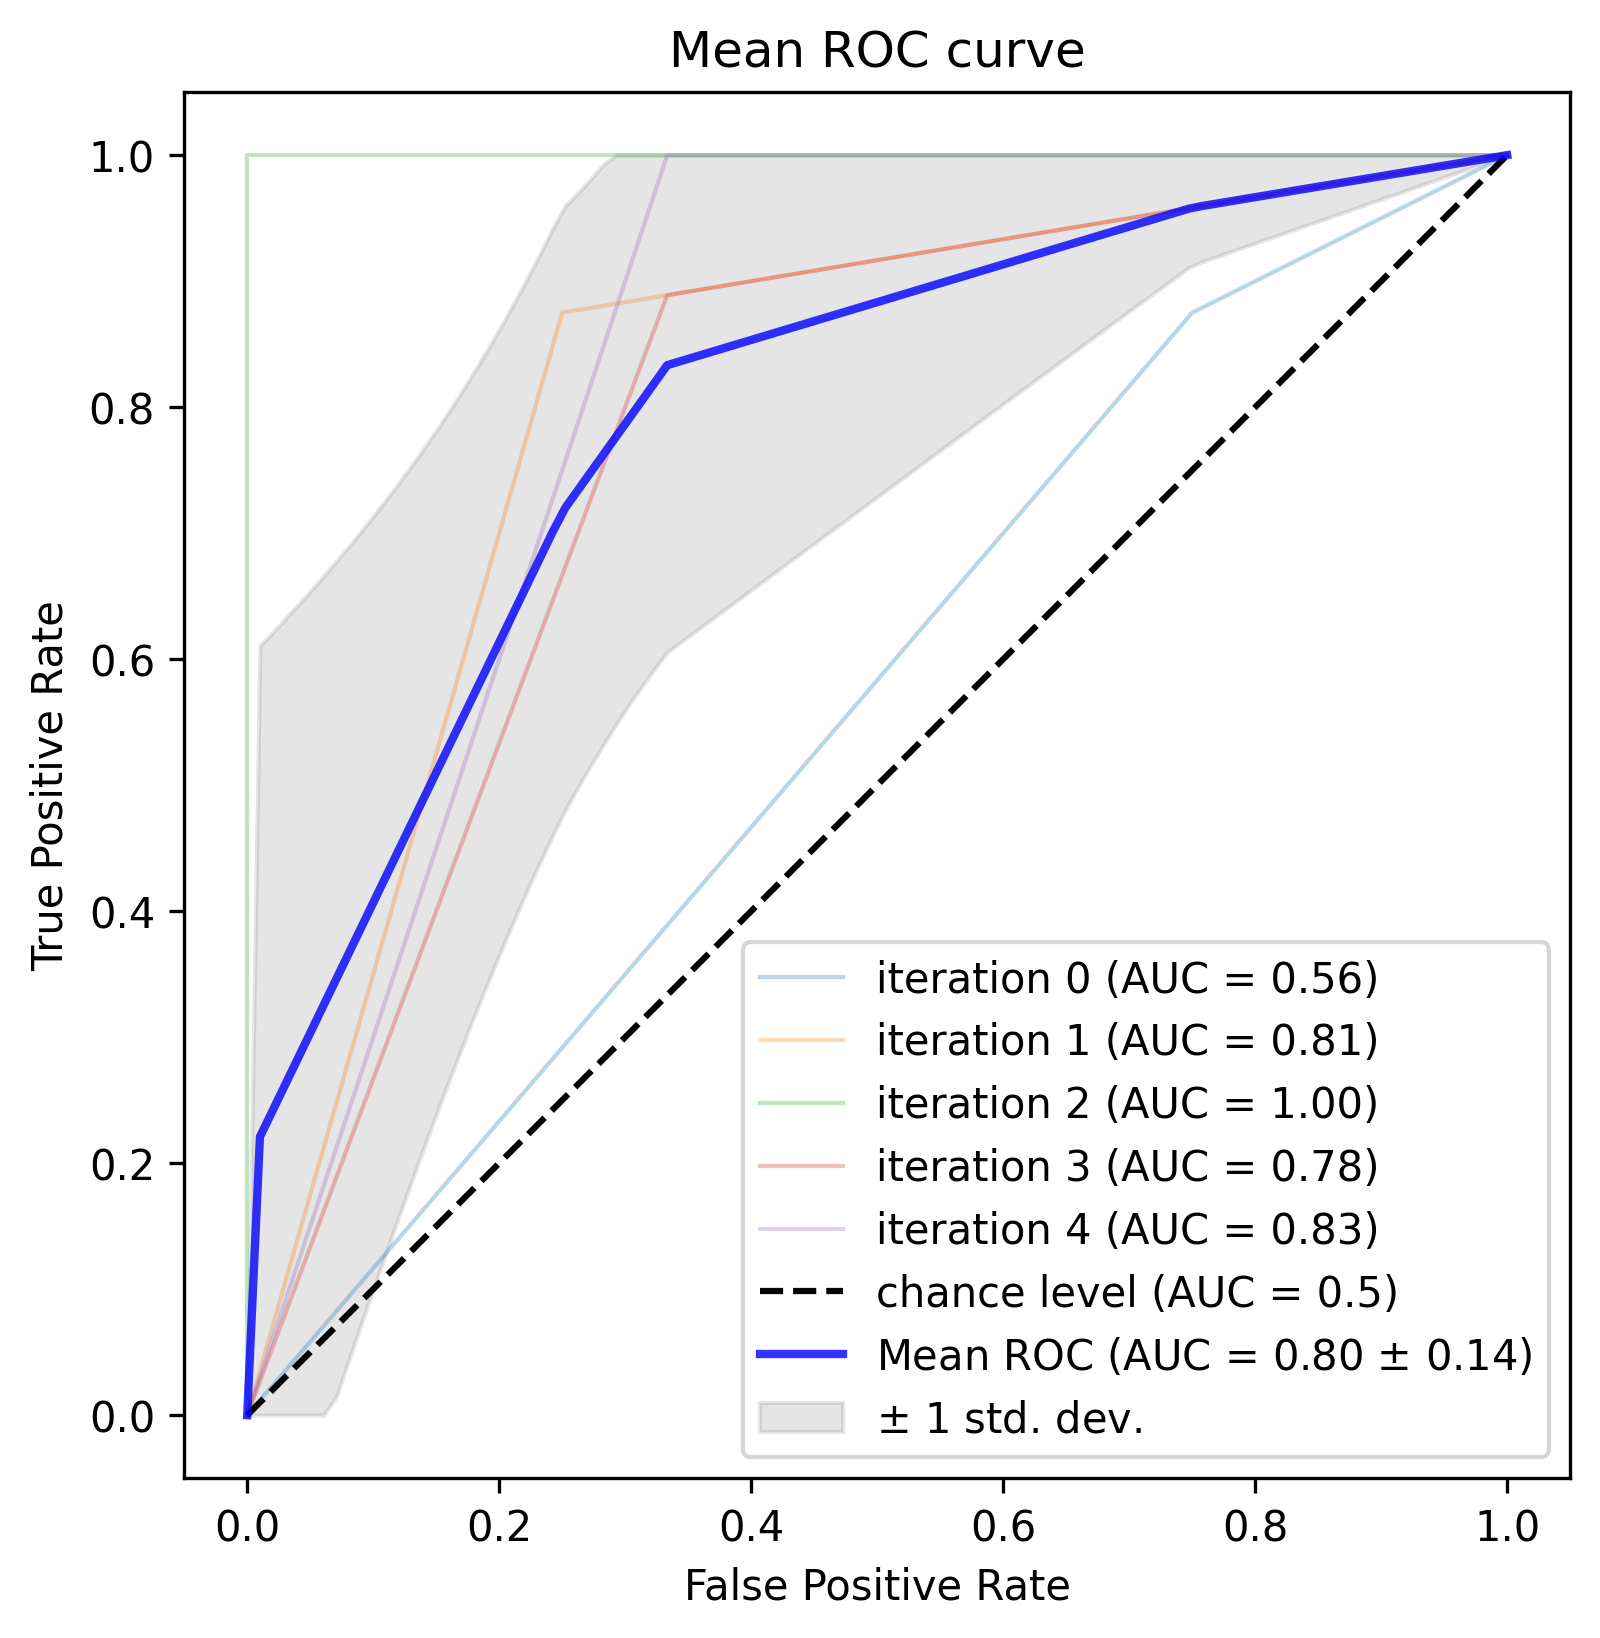 Mean ROC curve
True Positive Rate
1.0
0.8
0.6
0.4
0.2
0.0
0.0 0.2 0.4 0.6 0.8 1.0
False Positive Rate
iteration 0 (AUC = 0.56)
iteration 1 (AUC = 0.81)
iteration 2 (AUC = 1.00)
iteration 3 (AUC = 0.78)
iteration 4 (AUC = 0.83)
chance level (AUC = 0.5)
Mean ROC (AUC = 0.80 ± 0.14)
± 1 std. dev.